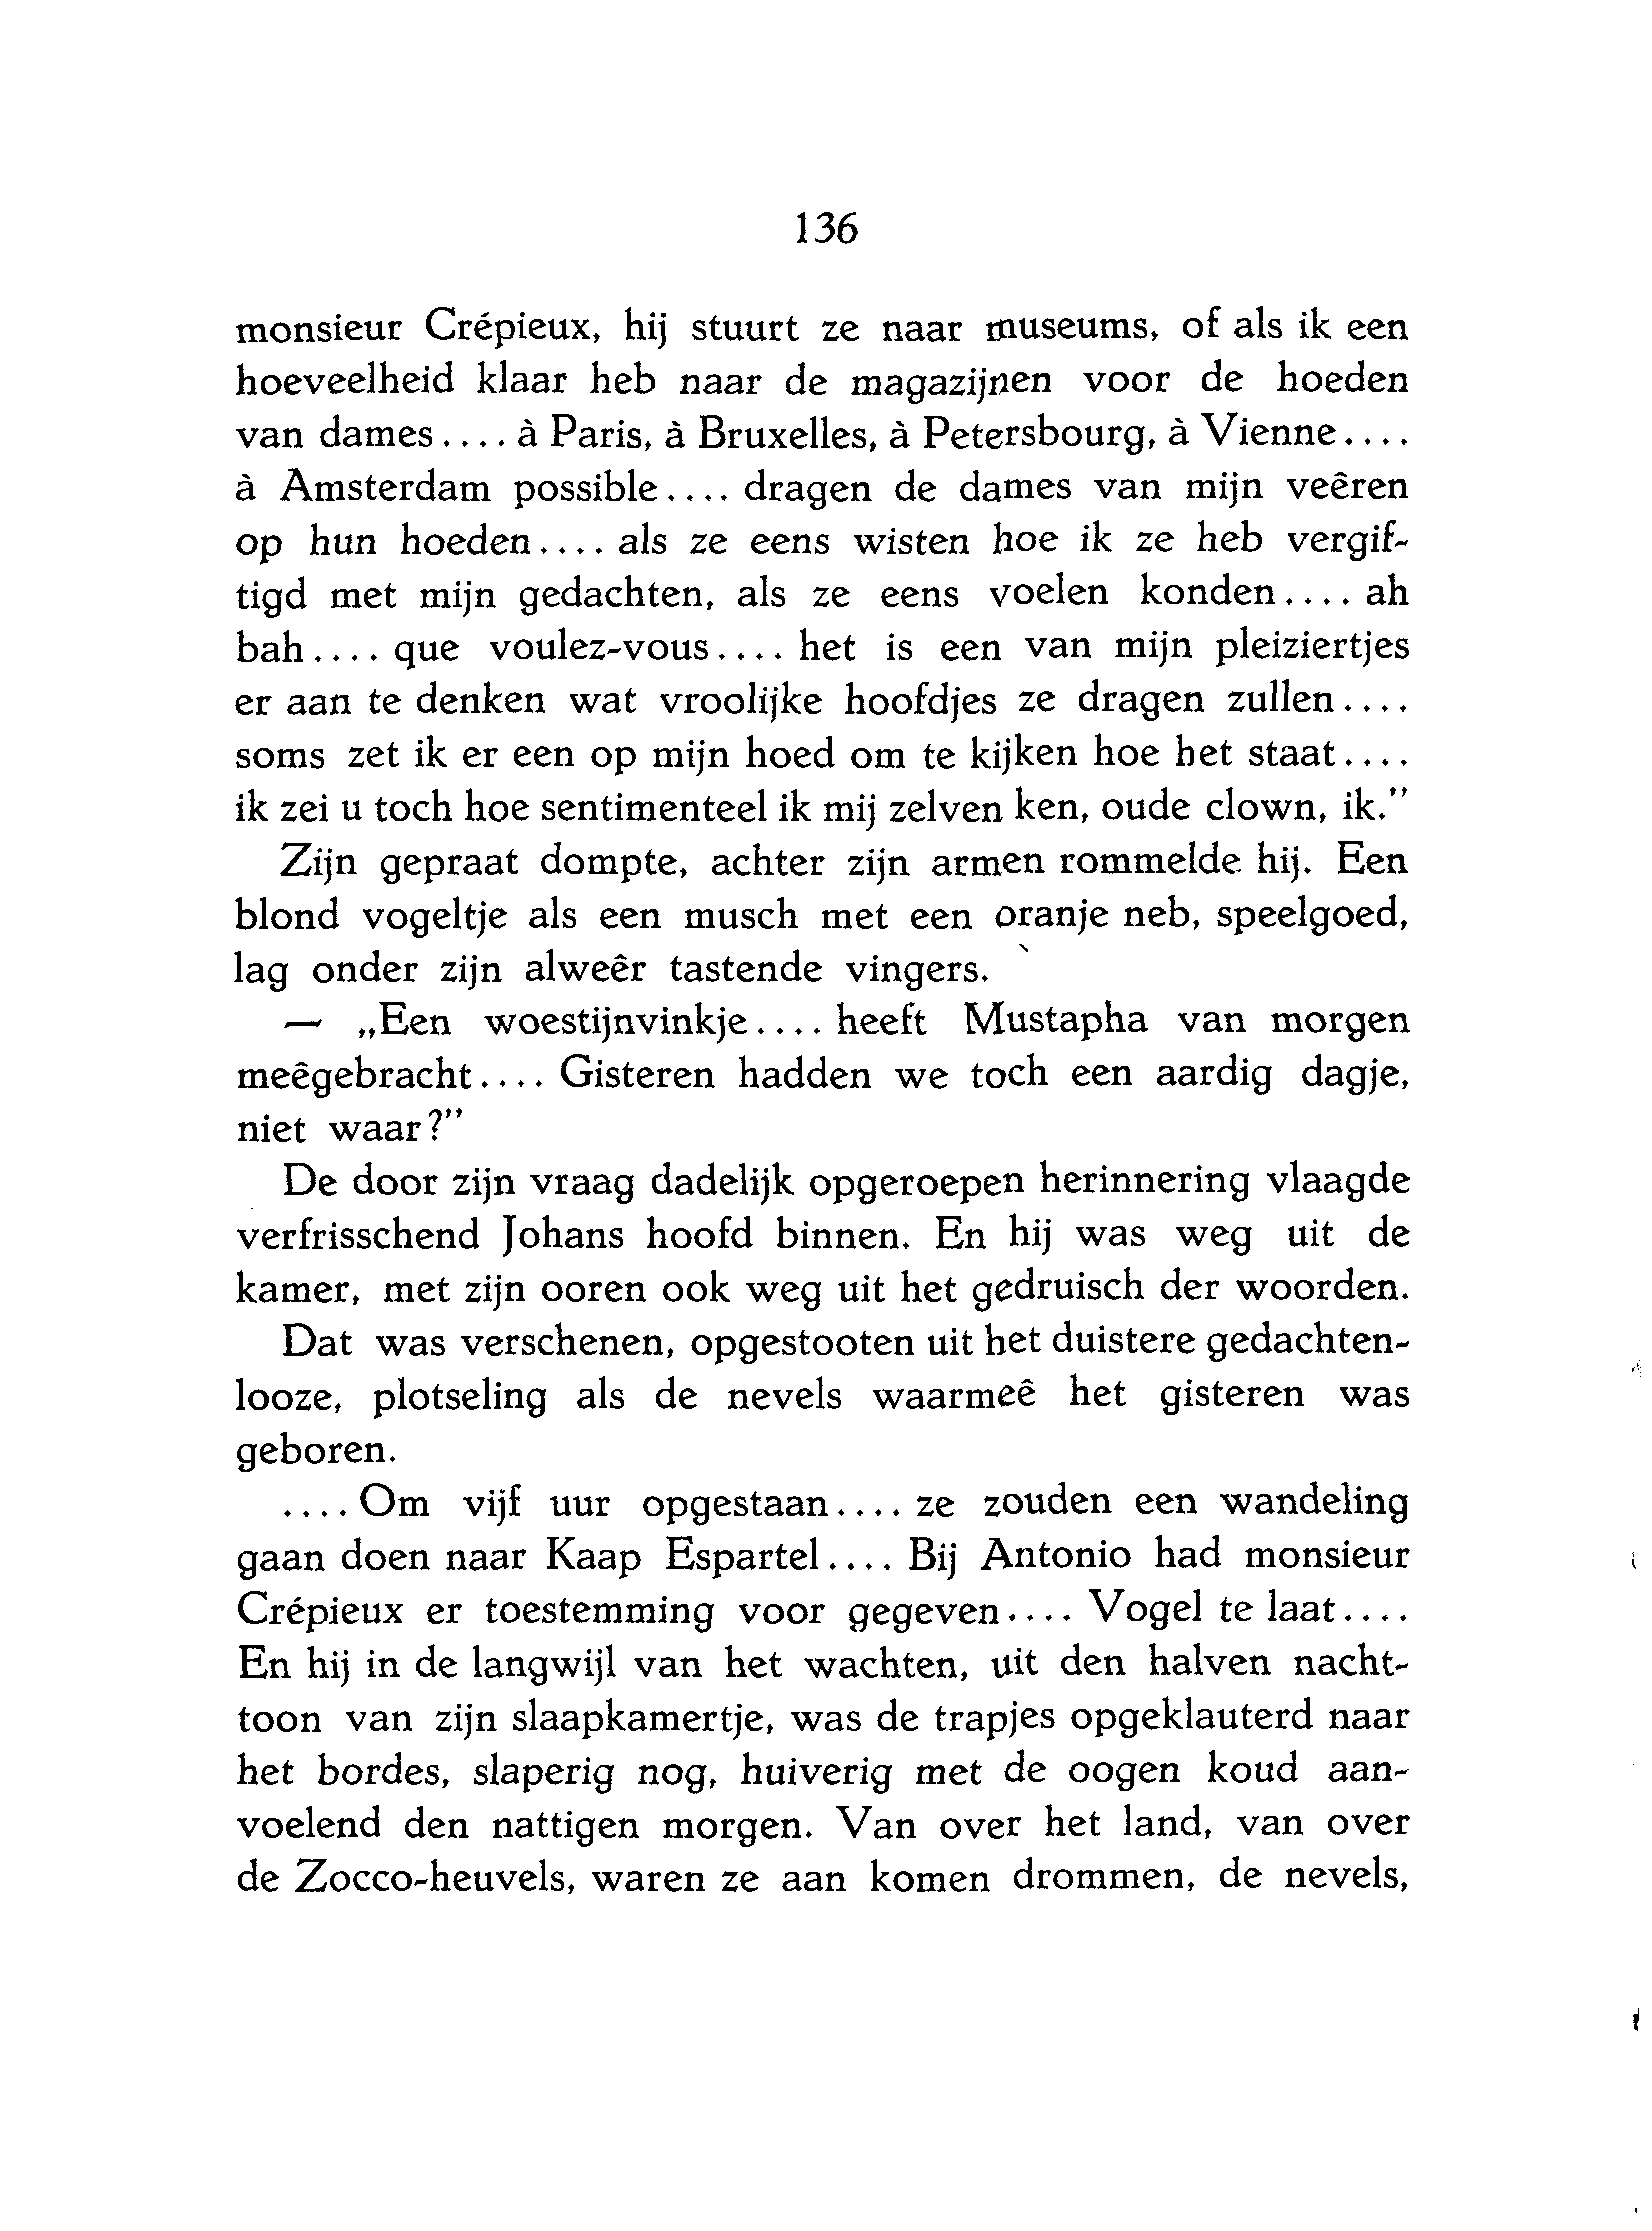 136
monsieur Crépieux, hij stuurt ze naar museums, of als ik een
hoeveelheid klaar heb naar de magazijnen voor de hoeden
van dames.... à Paris, à Bruxelles, à Petersbourg, à Vienne....
à Amsterdam possible.... dragen de dames van mijn veêren
op hun hoeden.... als ze eens wisten hoe ik ze heb vergif-
tigd met mijn gedachten, als ze eens voelen konden.... ah
bah.... que voulez-vous.... het is een van mijn pleiziertjes
er aan te denken wat vroolijke hoofdjes ze dragen zullen....
soms zet ik er een op mijn hoed om te kijken hoe het staat....
ik zei u toch hoe sentimenteel ik mij zelven ken, oude clown, ik.”
Zijn gepraat dompte, achter zijn armen rommelde hij. Een
blond vogeltje als een musch met een oranje neb, speelgoed,
lag onder zijn alweêr tastende vingers.
— „Een woestijnvinkje.... heeft Mustapha van morgen
meêgebracht.... Gisteren hadden we toch een aardig dagje,
niet waar?”
De door zijn vraag dadelijk opgeroepen herinnering vlaagde
verfrisschend Johans hoofd binnen. En hij was weg uit de
kamer, met zijn ooren ook weg uit het gedruisch der woorden.
Dat was verschenen, opgestooten uit het duistere gedachten-
looze, plotseling als de nevels waarmeê het gisteren was
geboren.
.... Om vijf uur opgestaan.... ze zouden een wandeling
gaan doen naar Kaap Espartel.... Bij Antonio had monsieur
Crépieux er toestemming voor gegeven.... Vogel te laat....
En hij in de langwijl van het wachten, uit den halven nacht-
toon van zijn slaapkamertje, was de trapjes opgeklauterd naar
het bordes, slaperig nog, huiverig met de oogen koud aan-
voelend den nattigen morgen. Van over het land, van over
de Zocco-heuvels, waren ze aan komen drommen, de nevels,